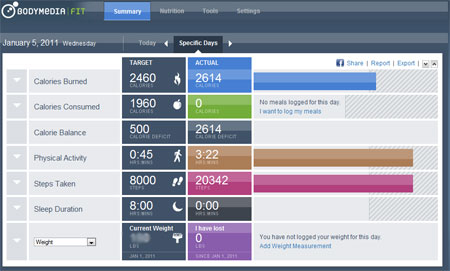 BODYMEDIA FIT
Summary Nutrition Tools Settings
January 5, 2011 Wednesday Today Specific Days
TARGET ACTUAL Share | Report | Export |
Calories Burned 2460 CALORIES 2614 CALORIES
Calories Consumed 1960 CALORIES 0 CALORIES No meals logged for this day.
I want to log my meals
Calorie Balance 500 CALORIE DEFICIT 2614 CALORIE DEFICIT
Physical Activity 0:45 HRS:MINS 3:22 HRS:MINS
Steps Taken 8000 STEPS 20342 STEPS
Sleep Duration 8:00 HRS:MINS 0:00 HRS:MINS
Weight Current Weight LBS JAN 1, 2011 I have lost 0 LBS SINCE JAN 1, 2011 You have not logged your weight for this day.
Add Weight Measurement